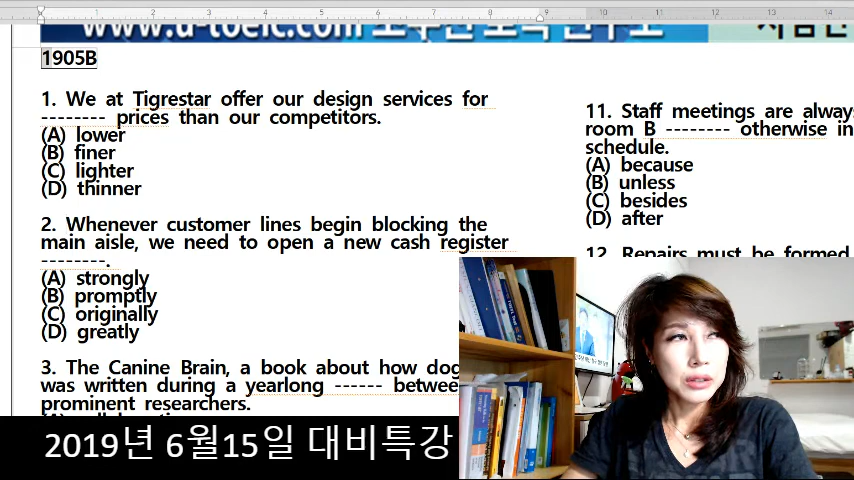 1905B
1. We at Tigrestar offer our design services for
-------- prices than our competitors.
(A) lower
(B) finer
(C) lighter
(D) thinner
2. Whenever customer lines begin blocking the
main aisle, we need to open a new cash register
--------.
(A) strongly
(B) promptly
(C) originally
(D) greatly
3. The Canine Brain, a book about how dog
was written during a yearlong ------ betwee
prominent researchers.
11. Staff meetings are alway
room B -------- otherwise in
schedule.
(A) because
(B) unless
(C) besides
(D) after
12. Repairs must be formed
2019년 6월15일 대비특강